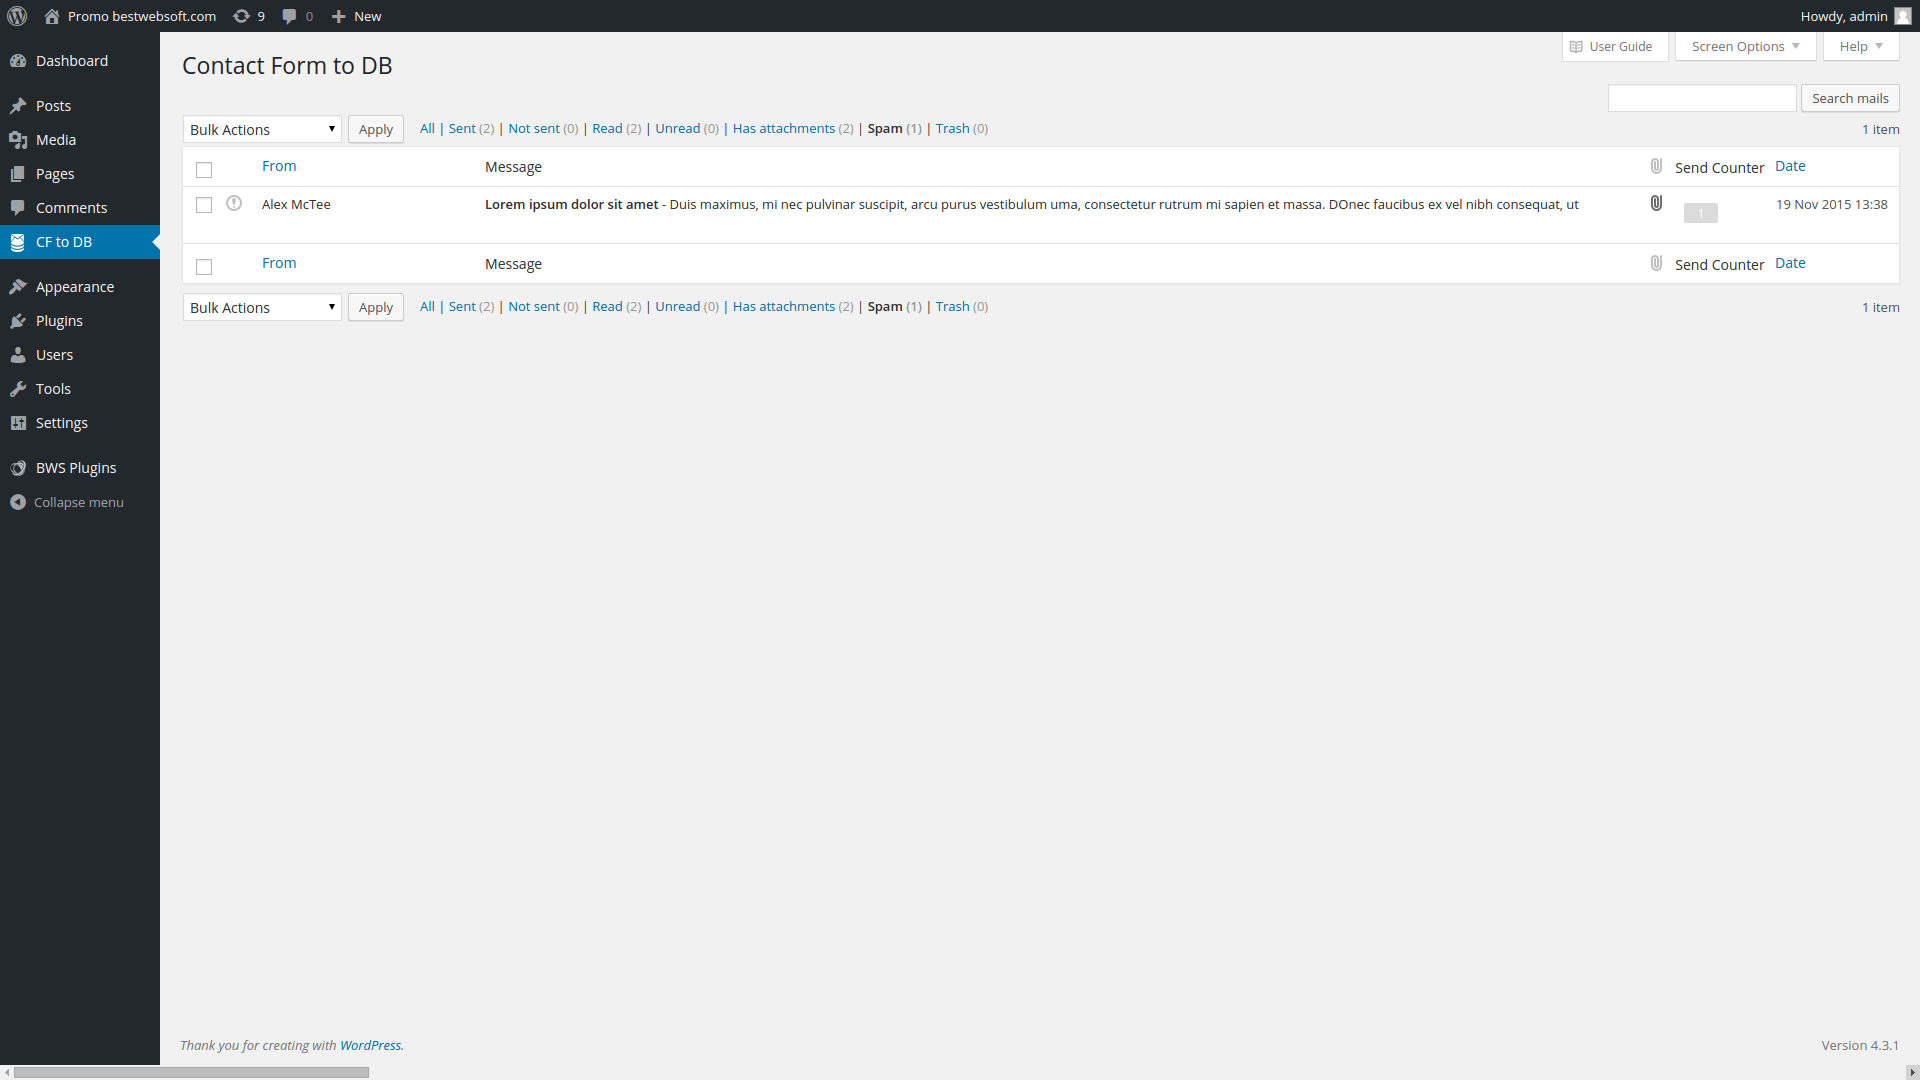 Promo bestwebsoft.com 9 0 New Howdy, admin
Dashboard
Posts
Media
Pages
Comments
CF to DB
Appearance
Plugins
Users
Tools
Settings
BWS Plugins
Collapse menu
User Guide Screen Options Help
Contact Form to DB
Search mails
Bulk Actions Apply All | Sent (2) | Not sent (0) | Read (2) | Unread (0) | Has attachments (2) | Spam (1) | Trash (0) 1 item
From Message Send Counter Date
Alex McTee Lorem ipsum dolor sit amet - Duis maximus, mi nec pulvinar suscipit, arcu purus vestibulum uma, consectetur rutrum mi sapien et massa. DOnec faucibus ex vel nibh consequat, ut 1 19 Nov 2015 13:38
From Message Send Counter Date
Bulk Actions Apply All | Sent (2) | Not sent (0) | Read (2) | Unread (0) | Has attachments (2) | Spam (1) | Trash (0) 1 item
Thank you for creating with WordPress. Version 4.3.1